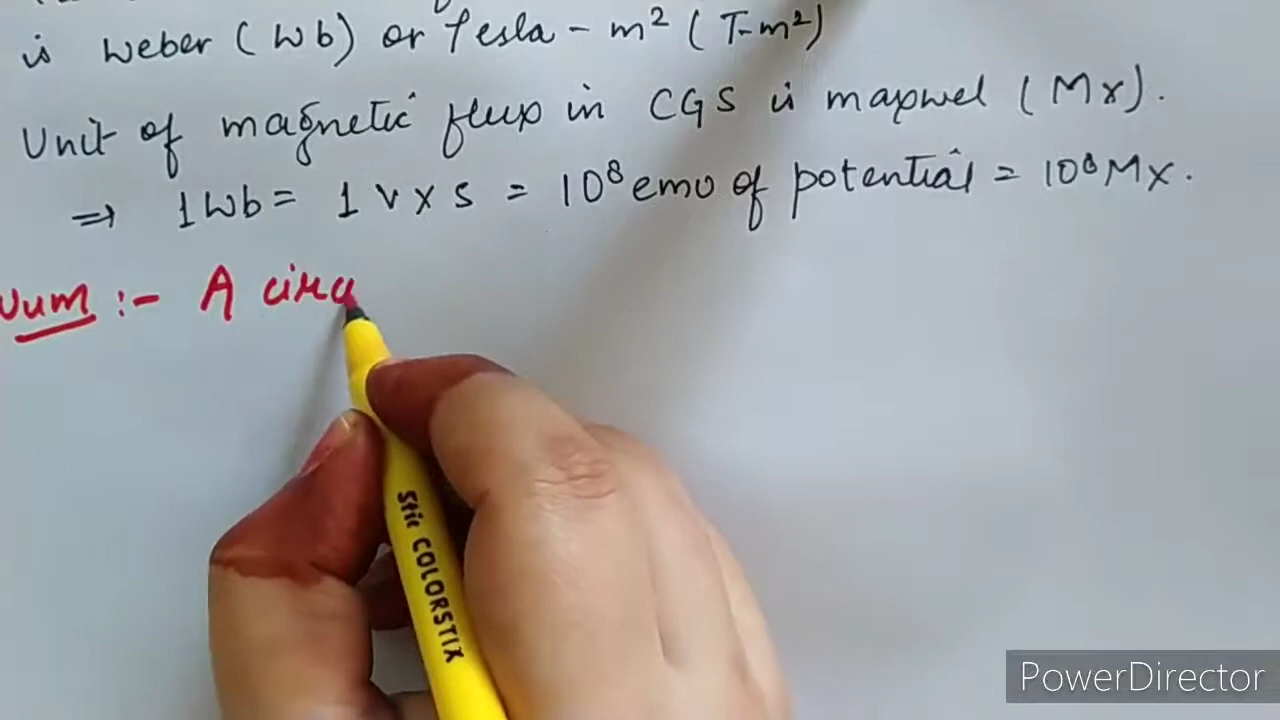 is weber (Wb) or Tesla - m² (T-m²)
Unit of magnetic flux in CGS is maxwel (Mx).
⇒ 1Wb = 1 V x s = 10⁸ emu of potential = 10⁸ Mx.
Num :- A circu
Stic COLORSTIX
PowerDirector